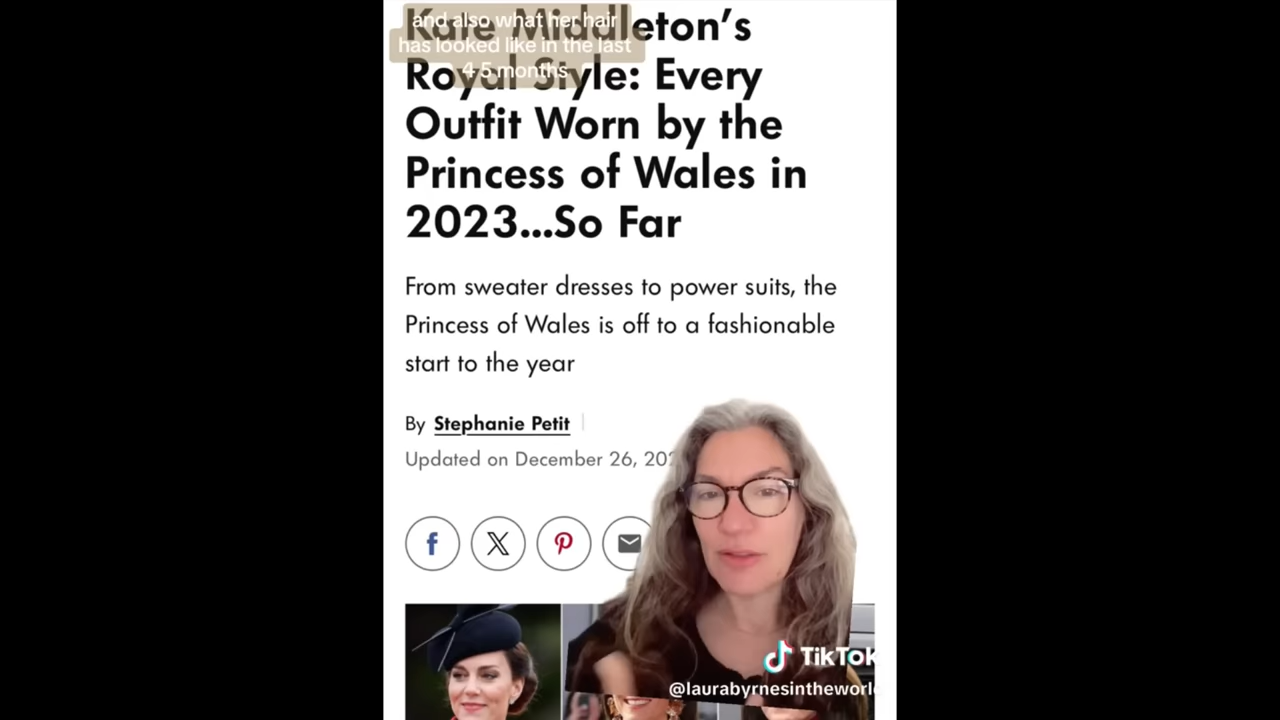 and also what her hair
has looked like in the last
4-5 months
Kate Middleton's
Royal Style: Every
Outfit Worn by the
Princess of Wales in
2023...So Far
From sweater dresses to power suits, the
Princess of Wales is off to a fashionable
start to the year
By Stephanie Petit
Updated on December 26,
TikTok
@laurabyrnesintheworl